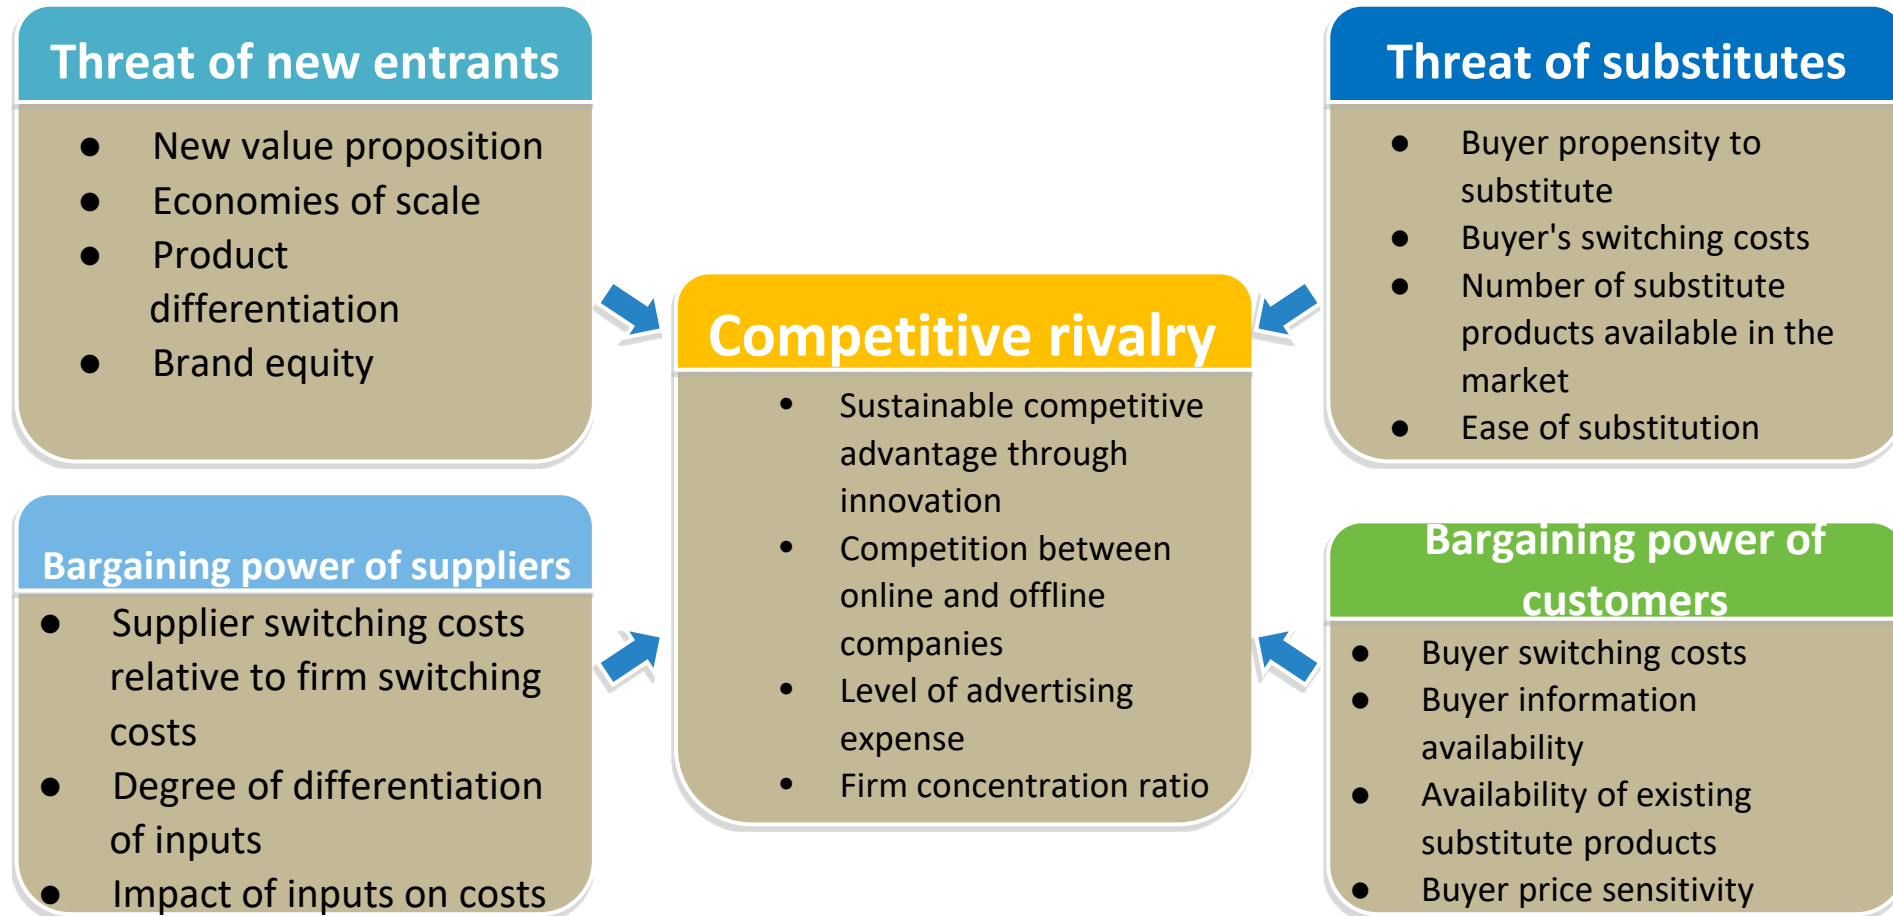 Threat of new entrants
● New value proposition
● Economies of scale
● Product
differentiation
● Brand equity
Threat of substitutes
● Buyer propensity to
substitute
● Buyer's switching costs
● Number of substitute
products available in the
market
● Ease of substitution
Competitive rivalry
• Sustainable competitive
advantage through
innovation
• Competition between
online and offline
companies
• Level of advertising
expense
• Firm concentration ratio
Bargaining power of suppliers
● Supplier switching costs
relative to firm switching
costs
● Degree of differentiation
of inputs
● Impact of inputs on costs
Bargaining power of
customers
● Buyer switching costs
● Buyer information
availability
● Availability of existing
substitute products
● Buyer price sensitivity